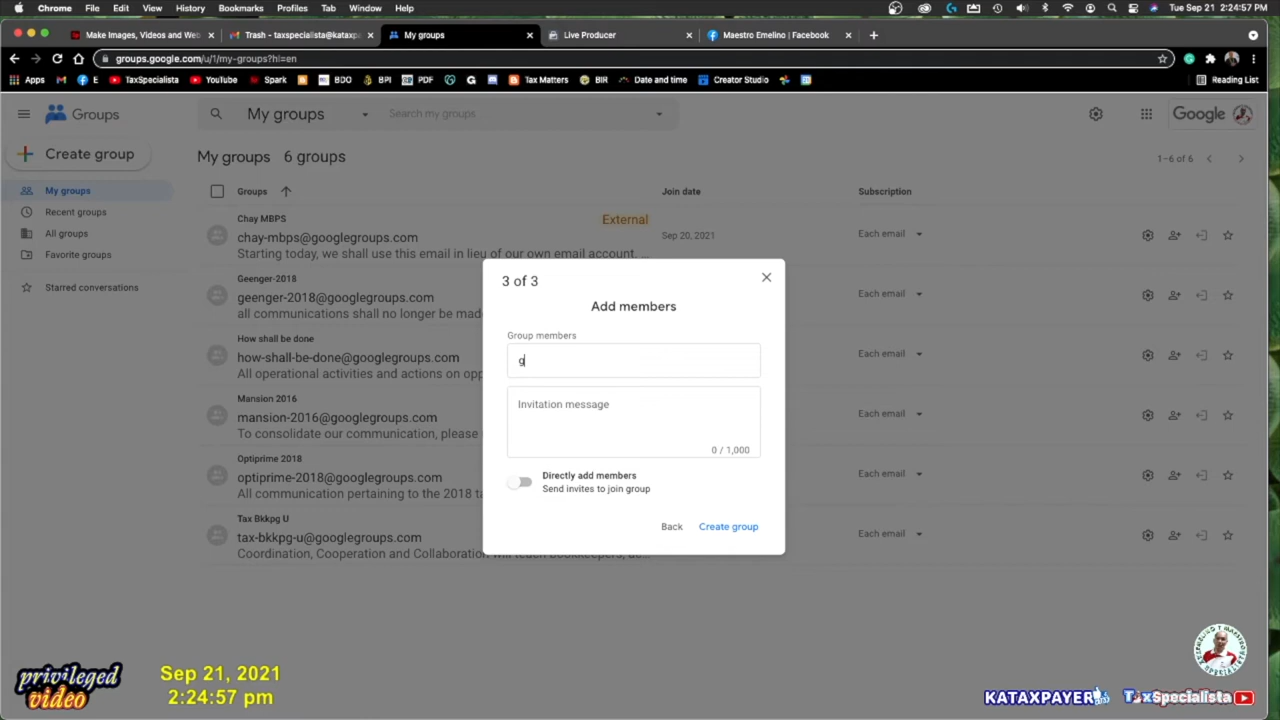 Chrome File Edit View History Bookmarks Profiles Tab Window Help Tue Sep 21 2:24:57 PM
Make Images, Videos and Web Trash - taxspecialista@kataxp My groups Live Producer Maestro Emelino | Facebook
groups.google.com/u/1/my-groups?hl=en
Apps E TaxSpecialista YouTube Spark BDO BPI PDF Tax Matters BIR Date and time Creator Studio Reading List
Groups My groups Search my groups Google
Create group My groups 6 groups 1–6 of 6
My groups
Recent groups
All groups
Favorite groups
Starred conversations
Groups Join date Subscription
Chay MBPS External
chay-mbps@googlegroups.com Sep 20, 2021 Each email
Starting today, we shall use this email in lieu of our own email account. ...
Geenger-2018
geenger-2018@googlegroups.com Each email
all communications shall no longer be made
How shall be done
how-shall-be-done@googlegroups.com Each email
All operational activities and actions on opp
Mansion 2016
mansion-2016@googlegroups.com Each email
To consolidate our communication, please
Optiprime 2018
optiprime-2018@googlegroups.com Each email
All communication pertaining to the 2018 ta
Tax Bkkpg U
tax-bkkpg-u@googlegroups.com Each email
Coordination, Cooperation and Collaboration will teach bookkeepers,
3 of 3
Add members
Group members
g
Invitation message
0 / 1,000
Directly add members
Send invites to join group
Back Create group
privileged
video
Sep 21, 2021
2:24:57 pm
KATAXPAYER TaxSpecialista